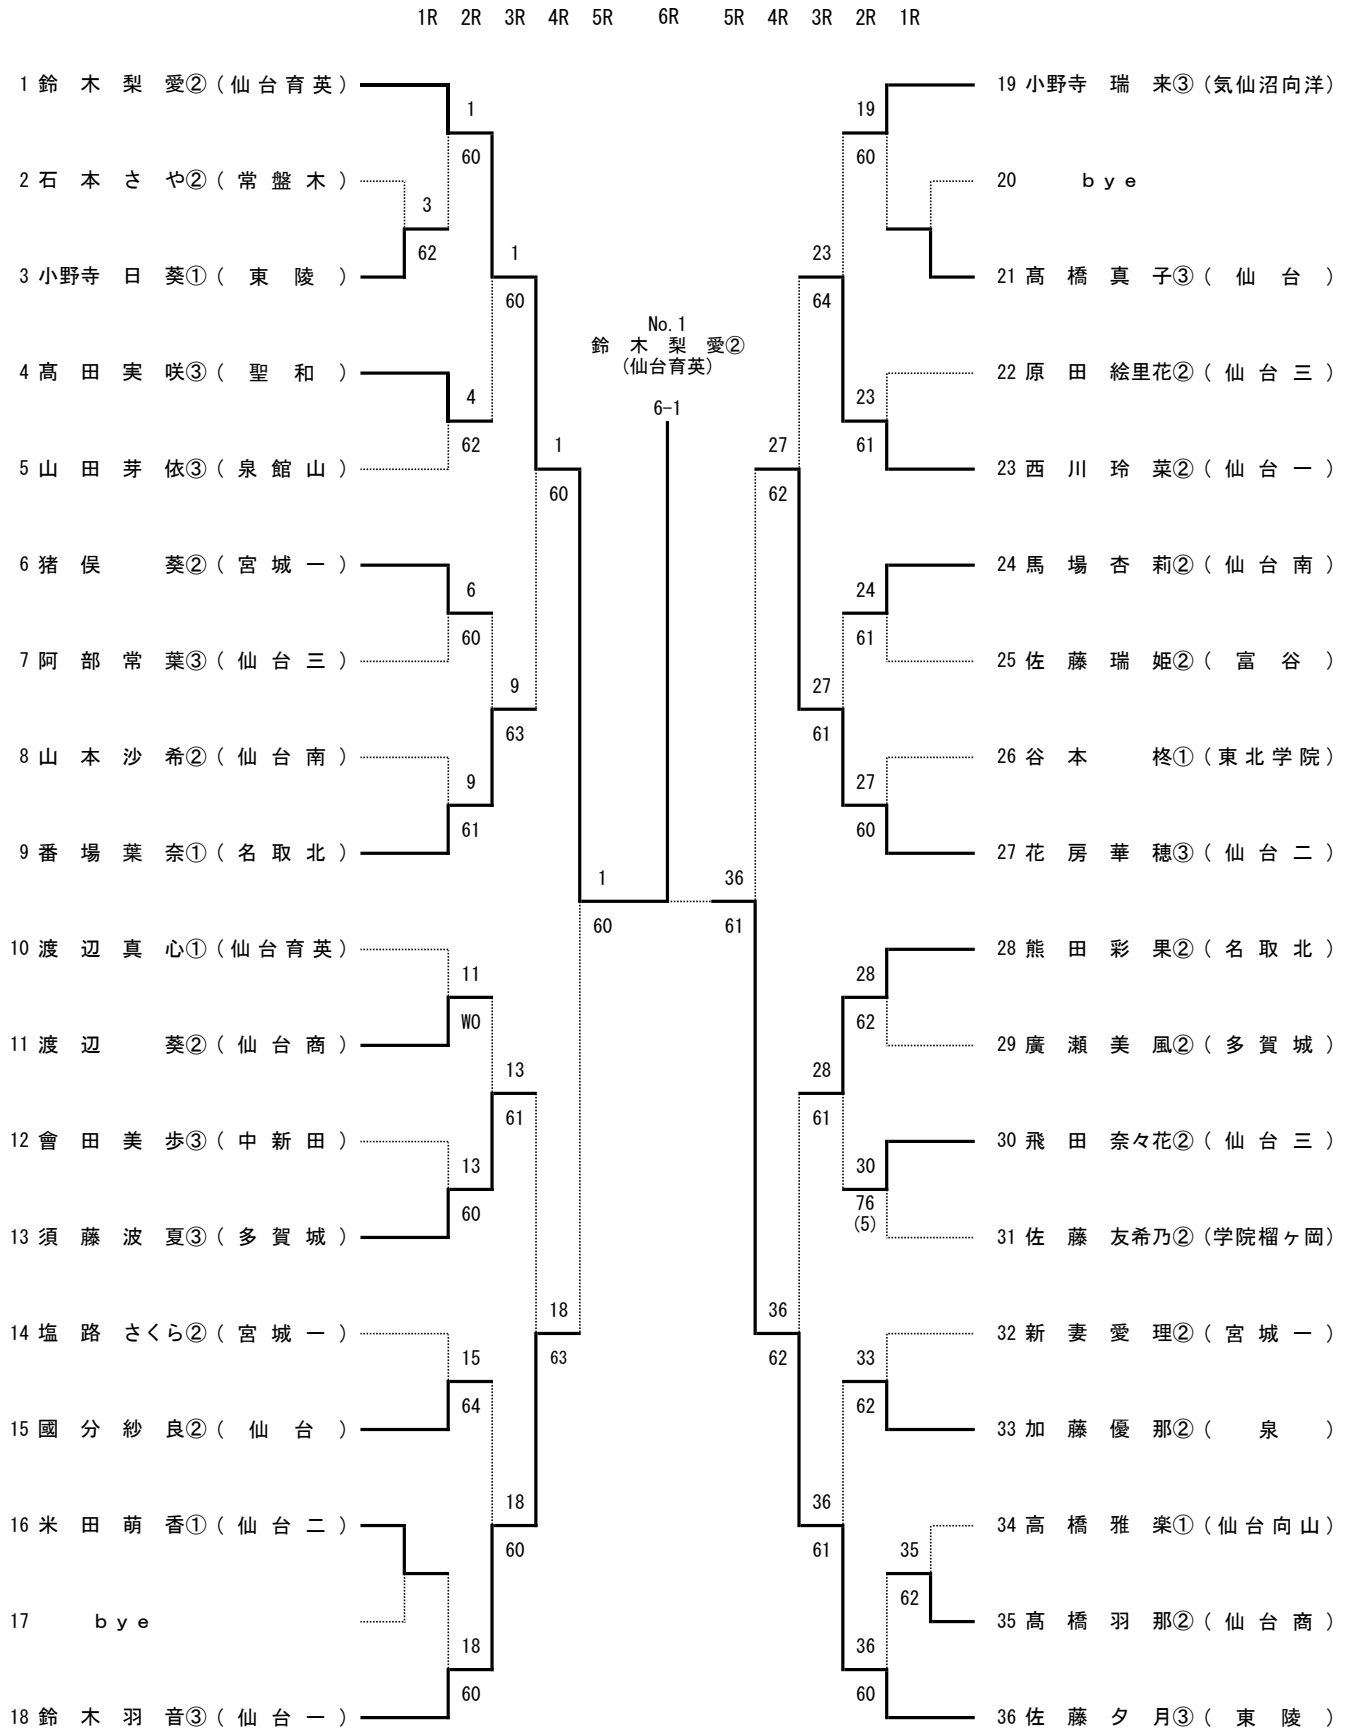 1R 2R 3R 4R 5R 6R 5R 4R 3R 2R 1R
1 鈴木梨愛② (仙台育英)
1
60
2 石本さや② (常盤木)
3
62
3 小野寺日葵① (東陵)
1
60
4 髙田実咲③ (聖和)
4
62
5 山田芽依③ (泉館山)
1
60
6 猪俣葵② (宮城一)
6
60
7 阿部常葉③ (仙台三)
9
63
8 山本沙希② (仙台南)
9
61
9 番場葉奈① (名取北)
1
60
10 渡辺真心① (仙台育英)
11
WO
11 渡辺葵② (仙台商)
13
61
12 會田美歩③ (中新田)
13
60
13 須藤波夏③ (多賀城)
18
63
14 塩路さくら② (宮城一)
15
64
15 國分紗良② (仙台)
18
60
16 米田萌香① (仙台二)
17 bye
18
60
18 鈴木羽音③ (仙台一)
No.1
鈴木梨愛②
(仙台育英)
6-1
19 小野寺瑞来③ (気仙沼向洋)
19
60
20 bye
21 髙橋真子③ (仙台)
23
64
22 原田絵里花② (仙台三)
23
61
23 西川玲菜② (仙台一)
27
62
24 馬場杏莉② (仙台南)
24
61
25 佐藤瑞姫② (富谷)
27
61
26 谷本柊① (東北学院)
27
60
27 花房華穂③ (仙台二)
36
61
28 熊田彩果② (名取北)
28
62
29 廣瀬美風② (多賀城)
28
61
30 飛田奈々花② (仙台三)
30
76
(5)
31 佐藤友希乃② (学院榴ヶ岡)
36
62
32 新妻愛理② (宮城一)
33
62
33 加藤優那② (泉)
36
61
34 高橋雅楽① (仙台向山)
35
62
35 髙橋羽那② (仙台商)
36
60
36 佐藤夕月③ (東陵)